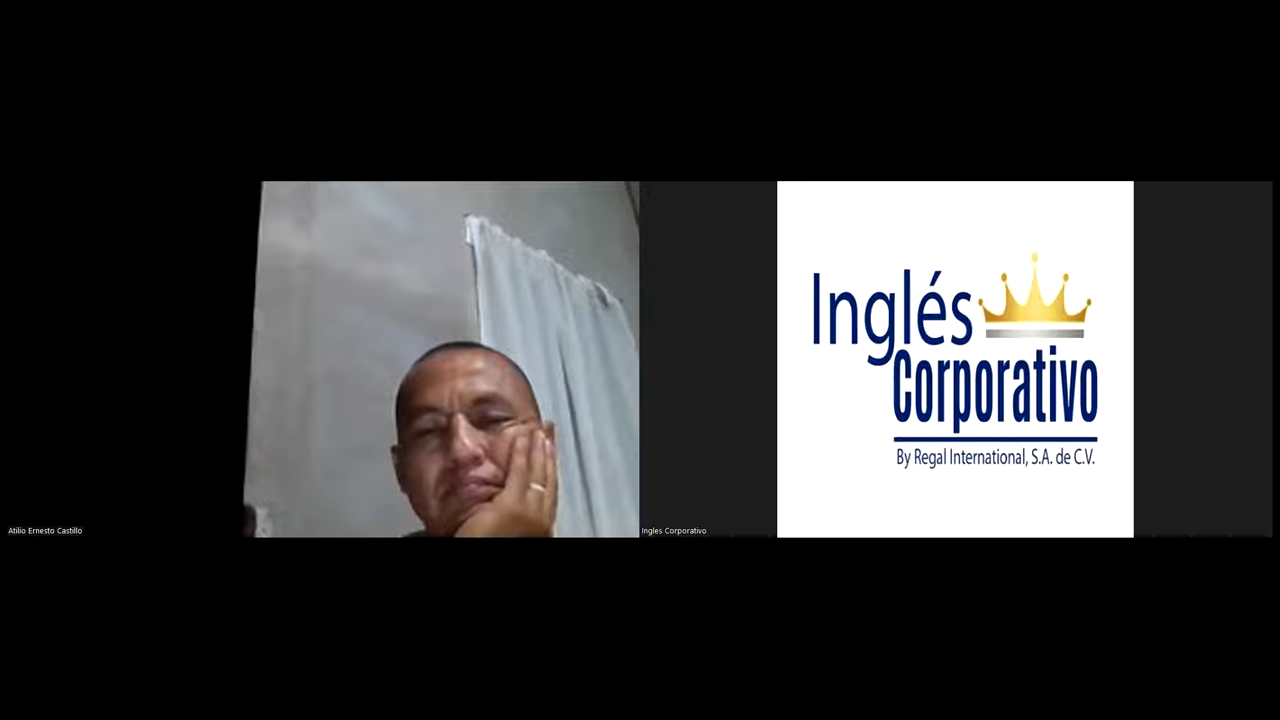 Inglés
Corporativo
By Regal International, S.A. de C.V.
Atilio Ernesto Castillo
Ingles Corporativo